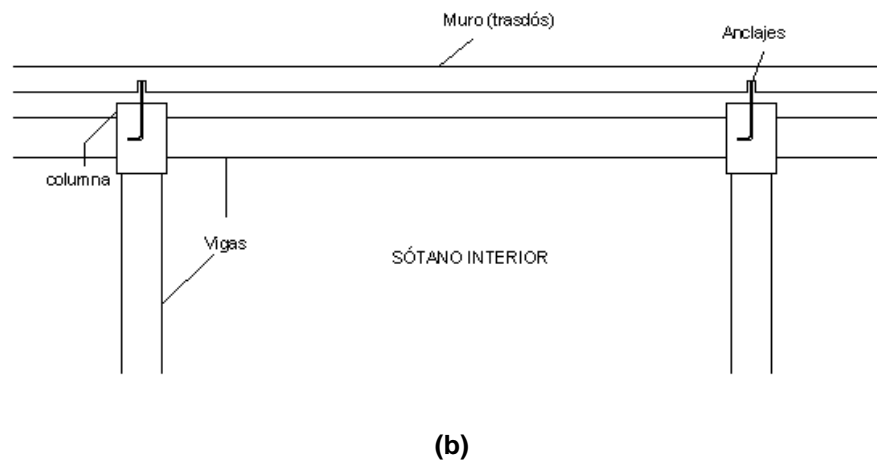 Muro (trasdós)
Anclajes
columna
Vigas
SÓTANO INTERIOR
(b)